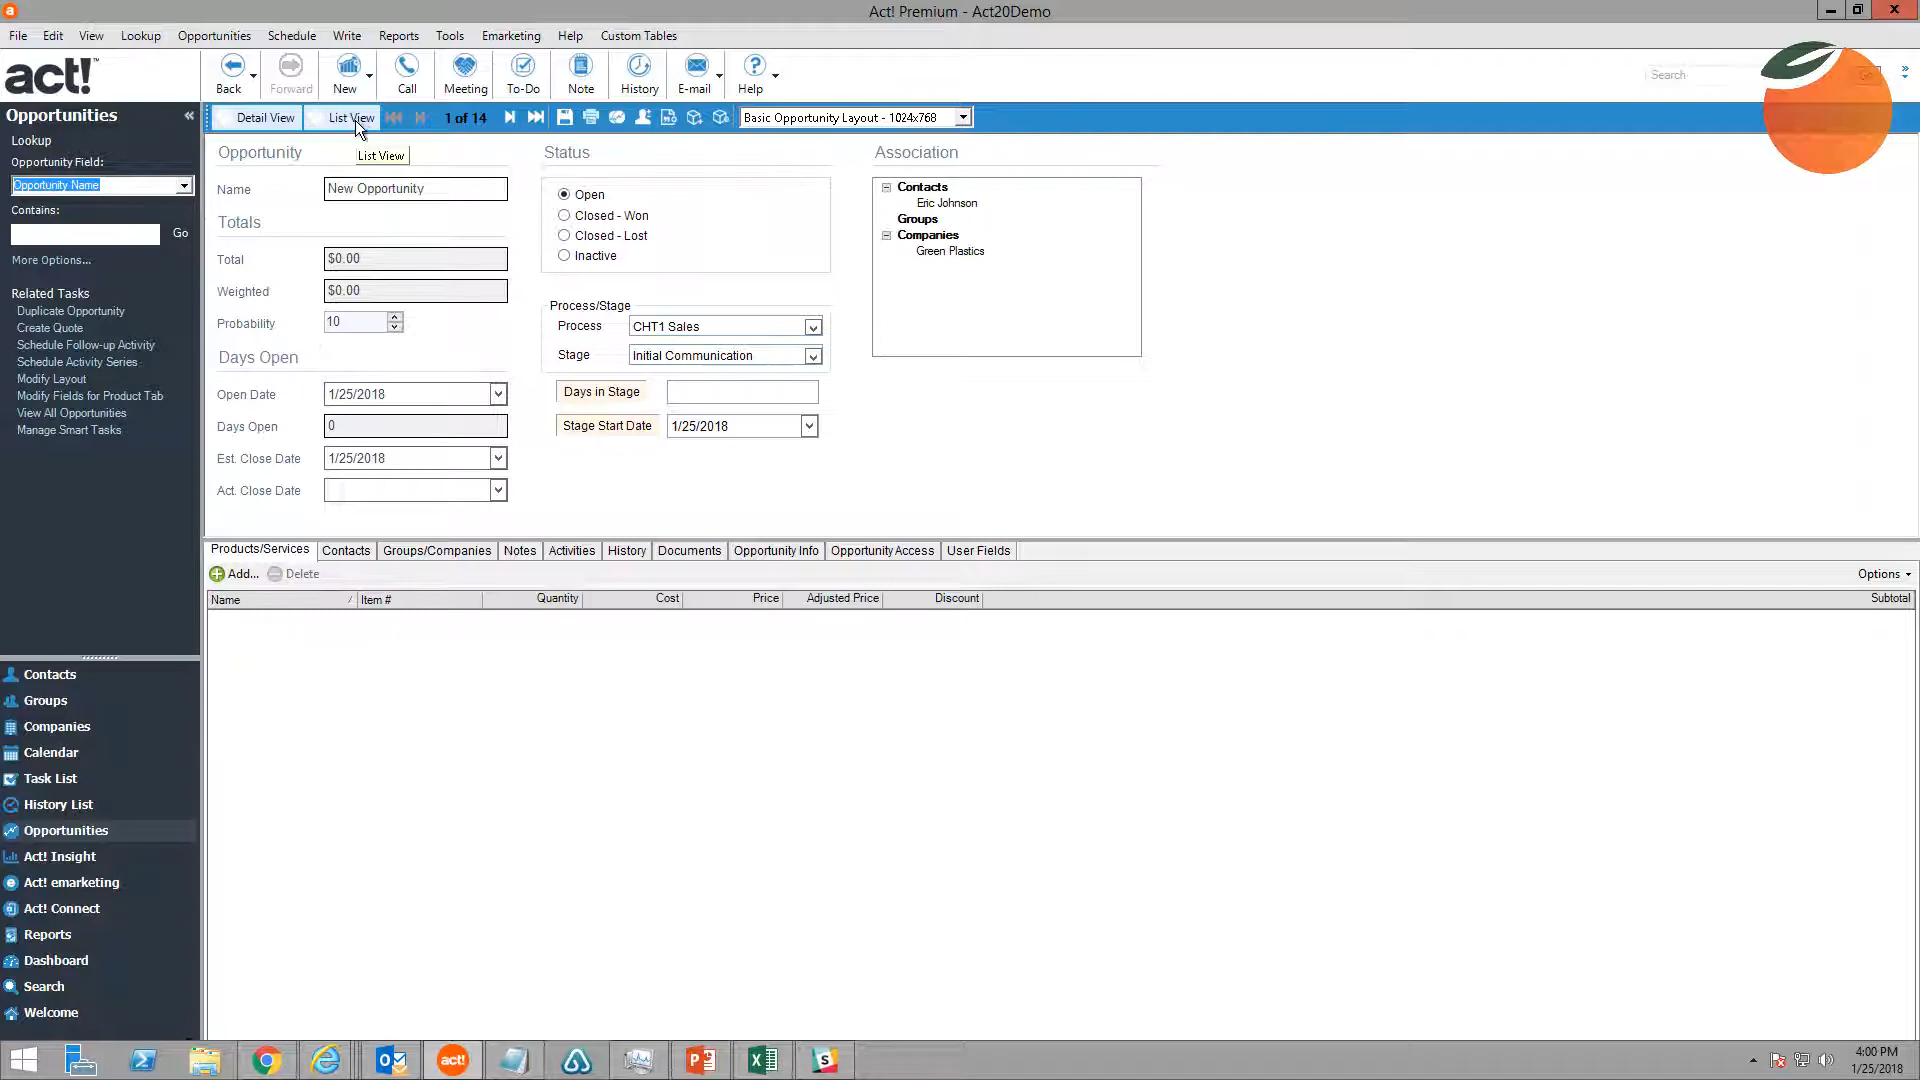 Act! Premium - Act20Demo
File Edit View Lookup Opportunities Schedule Write Reports Tools Emarketing Help Custom Tables
act!
Back Forward New Call Meeting To-Do Note History E-mail Help
Search
Opportunities
Detail View List View 1 of 14 Basic Opportunity Layout - 1024x768
List View
Lookup
Opportunity Field:
Opportunity Name
Contains:
Go
More Options...
Related Tasks
Duplicate Opportunity
Create Quote
Schedule Follow-up Activity
Schedule Activity Series
Modify Layout
Modify Fields for Product Tab
View All Opportunities
Manage Smart Tasks
Opportunity
Name New Opportunity
Totals
Total $0.00
Weighted $0.00
Probability 10
Days Open
Open Date 1/25/2018
Days Open 0
Est. Close Date 1/25/2018
Act. Close Date
Status
Open
Closed - Won
Closed - Lost
Inactive
Process/Stage
Process CHT1 Sales
Stage Initial Communication
Days in Stage
Stage Start Date 1/25/2018
Association
Contacts
Eric Johnson
Groups
Companies
Green Plastics
Products/Services Contacts Groups/Companies Notes Activities History Documents Opportunity Info Opportunity Access User Fields
Add... Delete Options
Name Item # Quantity Cost Price Adjusted Price Discount Subtotal
Contacts
Groups
Companies
Calendar
Task List
History List
Opportunities
Act! Insight
Act! emarketing
Act! Connect
Reports
Dashboard
Search
Welcome
act!
4:00 PM
1/25/2018